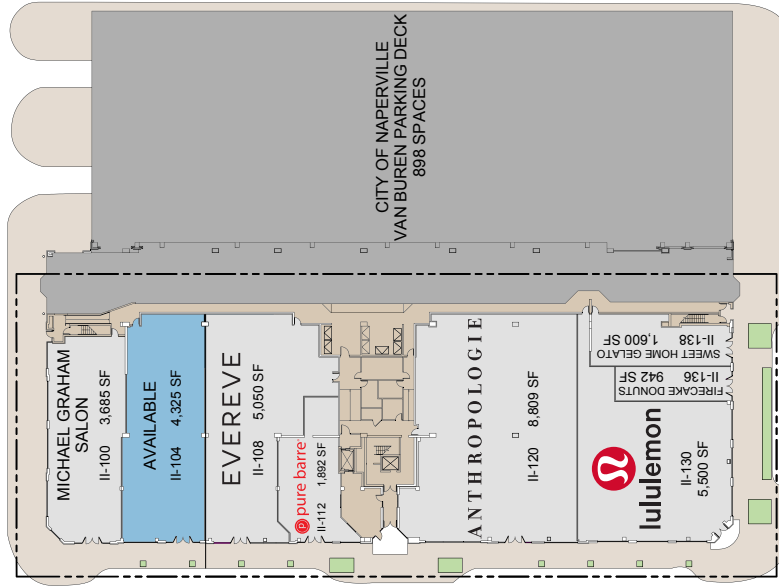 CITY OF NAPERVILLE
VAN BUREN PARKING DECK
898 SPACES
MICHAEL GRAHAM
SALON
II-100 3,685 SF
AVAILABLE
II-104 4,325 SF
EVEREVE
II-108 5,050 SF
p pure barre
II-112 1,892 SF
ANTHROPOLOGIE
II-120 8,809 SF
lululemon
II-130
5,500 SF
SWEET HOME GELATO
II-138 1,600 SF
FIRECAKE DONUTS
II-136 942 SF